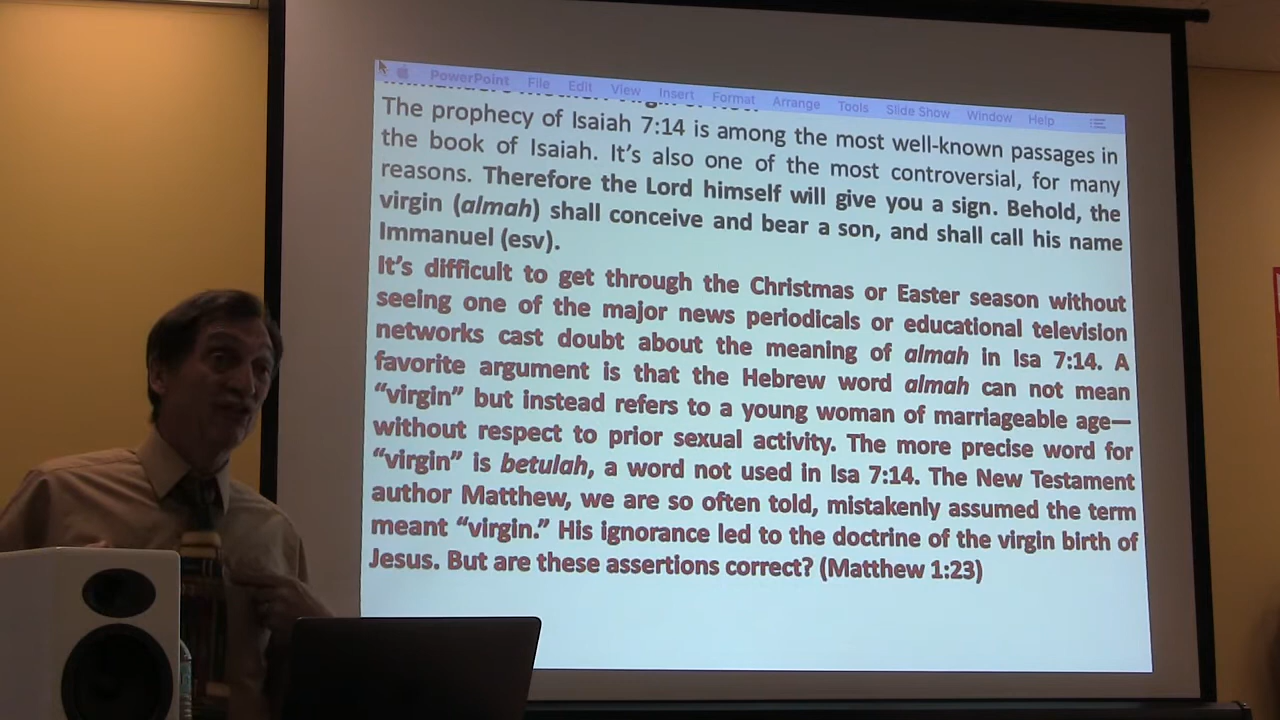 PowerPoint File Edit View Insert Format Arrange Tools Slide Show Window Help
The prophecy of Isaiah 7:14 is among the most well-known passages in
the book of Isaiah. It’s also one of the most controversial, for many
reasons. Therefore the Lord himself will give you a sign. Behold, the
virgin (almah) shall conceive and bear a son, and shall call his name
Immanuel (esv).
It’s difficult to get through the Christmas or Easter season without
seeing one of the major news periodicals or educational television
networks cast doubt about the meaning of almah in Isa 7:14. A
favorite argument is that the Hebrew word almah can not mean
“virgin” but instead refers to a young woman of marriageable age—
without respect to prior sexual activity. The more precise word for
“virgin” is betulah, a word not used in Isa 7:14. The New Testament
author Matthew, we are so often told, mistakenly assumed the term
meant “virgin.” His ignorance led to the doctrine of the virgin birth of
Jesus. But are these assertions correct? (Matthew 1:23)